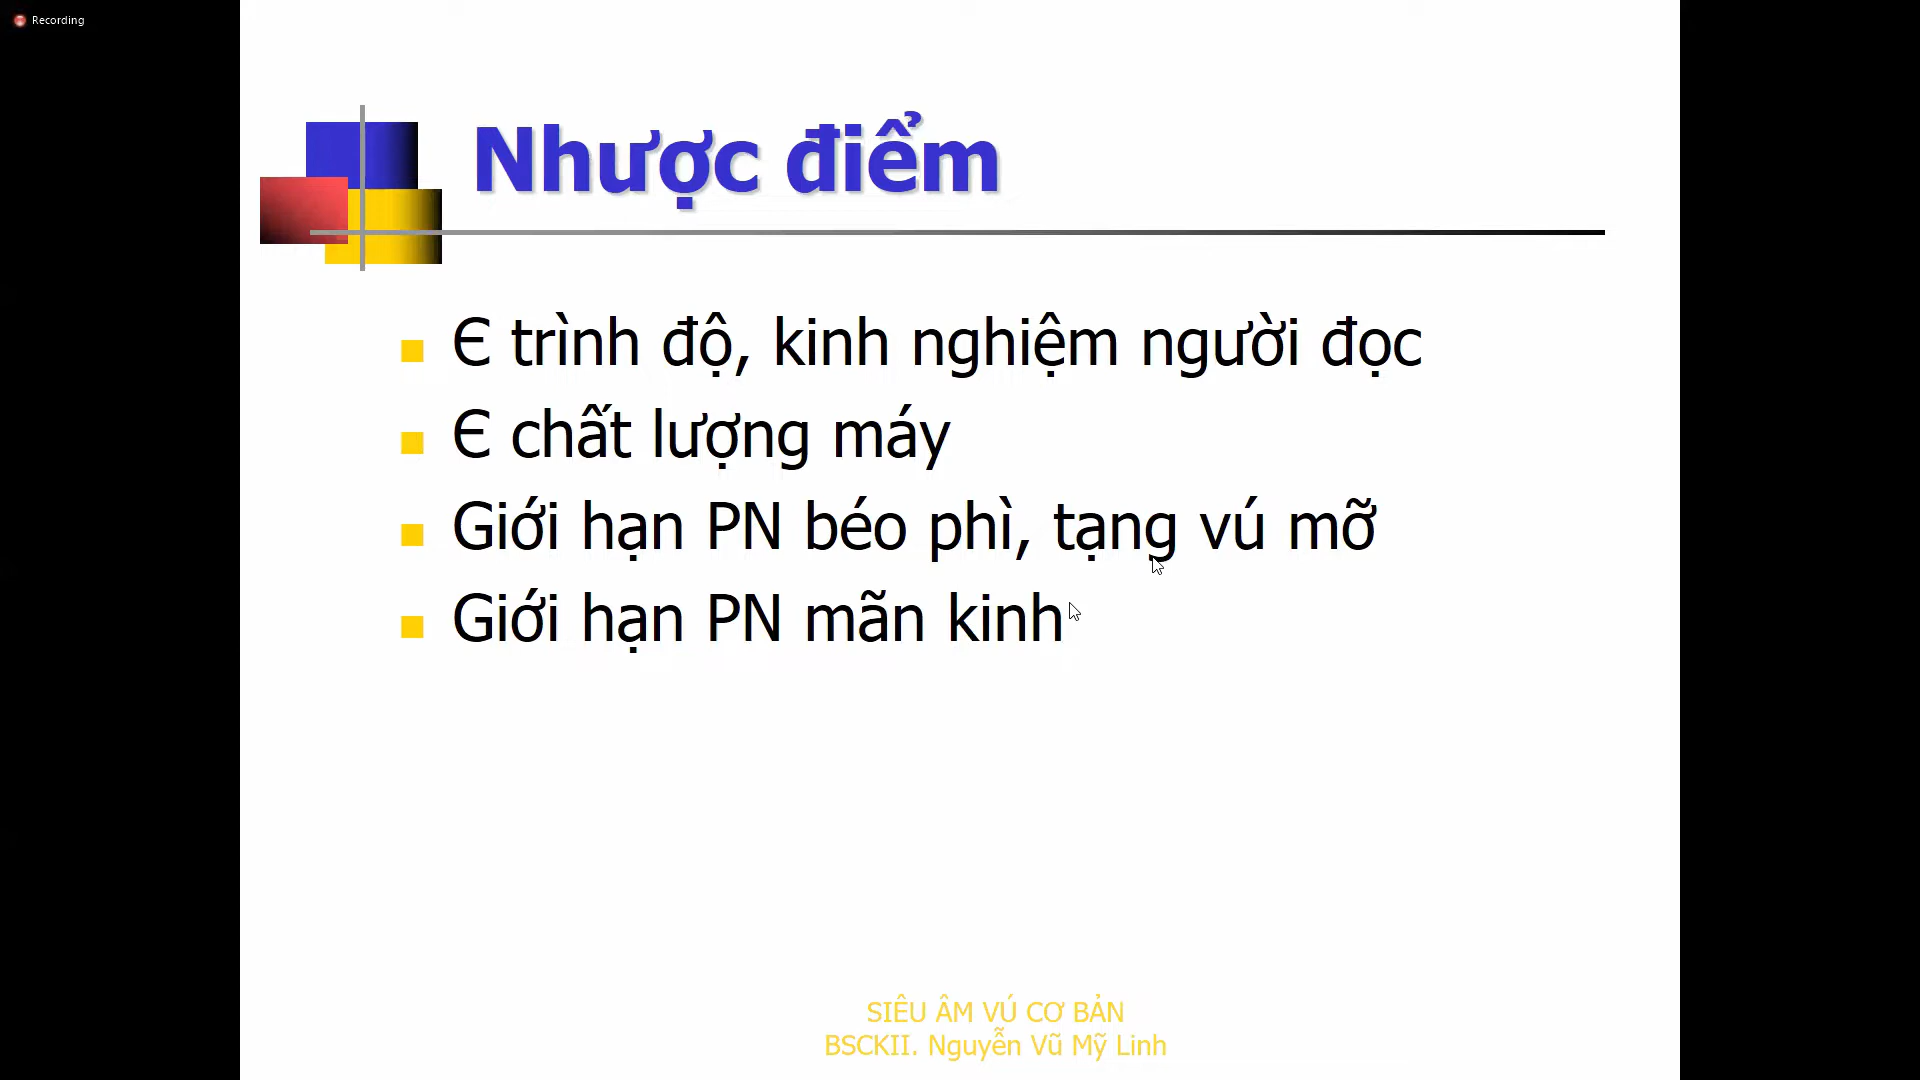 Recording
Nhược điểm
Є trình độ, kinh nghiệm người đọc
Є chất lượng máy
Giới hạn PN béo phì, tạng vú mỡ
Giới hạn PN mãn kinh
SIÊU ÂM VÚ CƠ BẢN
BSCKII. Nguyễn Vũ Mỹ Linh